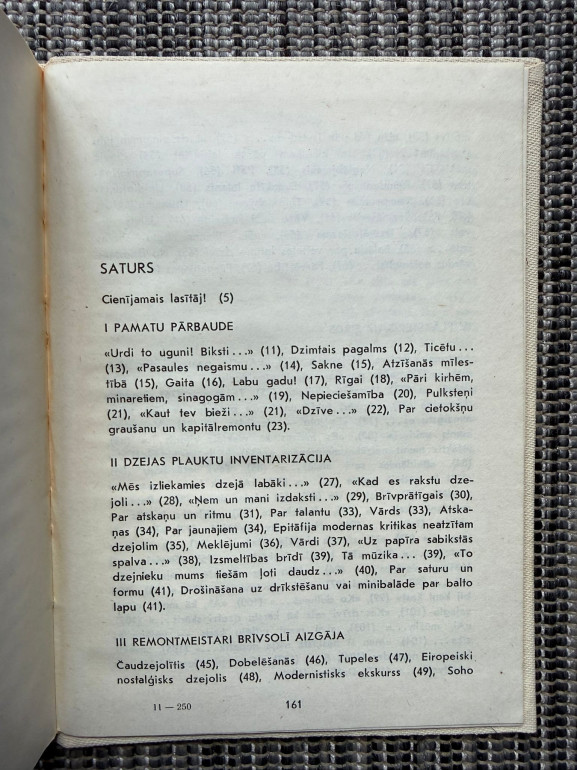 SATURS
Cienījamais lasītāj! (5)
I PAMATU PĀRBAUDE
«Urdi to uguni! Biksti...» (11), Dzimtais pagalms (12), Ticētu...
(13), «Pasaules negaismu...» (14), Sakne (15), Atzīšanās mīles-
tībā (15), Gaita (16), Labu gadu! (17), Rīgai (18), «Pāri kirhēm,
minaretiem, sinagogām...» (19), Nepieciešamība (20), Pulksteņi
(21), «Kaut tev bieži...» (21), «Dzīve...» (22), Par cietokšņu
graušanu un kapitālremontu (23).
II DZEJAS PLAUKTU INVENTARIZĀCIJA
«Mēs izliekamies dzejā labāki...» (27), «Kad es rakstu dze-
joli...» (28), «Ņem un mani izdaksti...» (29), Brīvprātīgais (30),
Par atskaņu un ritmu (31), Par talantu (33), Vārds (33), Atska-
ņas (34), Par jaunajiem (34), Epitāfija modernas kritikas neatzītam
dzejolim (35), Meklējumi (36), Vārdi (37), «Uz papīra sabikstās
spalva...» (38), Izsmeltības brīdī (39), Tā mūzika... (39), «To
dzejnieku mums tiešām ļoti daudz...» (40), Par saturu un
formu (41), Drošināšana uz drīkstēšanu vai minibalāde par balto
lapu (41).
III REMONTMEISTARI BRĪVSOLĪ AIZGĀJA
Čaudzejolītis (45), Dobelēšanās (46), Tupeles (47), Eiropeiski
nostalģisks dzejolis (48), Modernistisks ekskurss (49), Soho
11 — 250
161